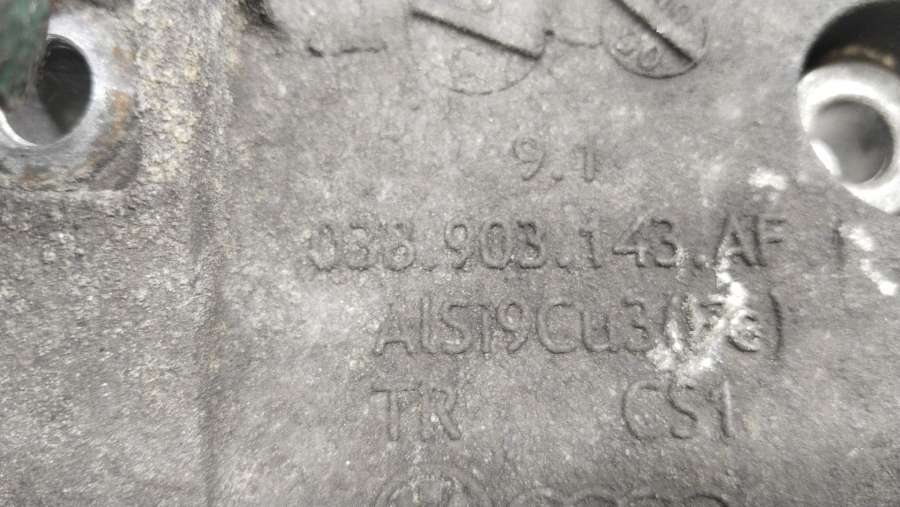 9.1
038.903.143.AF
AlSi9Cu3(Fe)
TR CS1